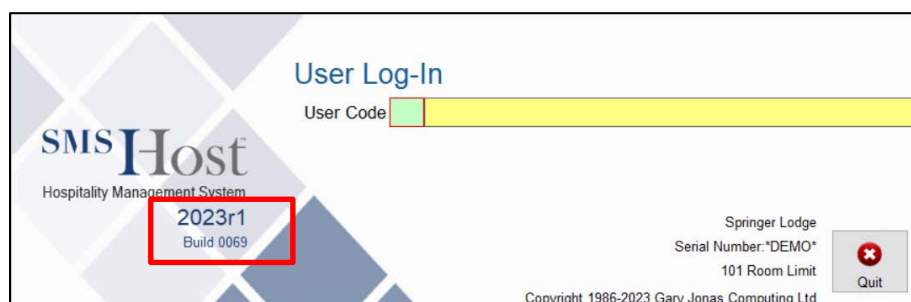 User Log-In
User Code
SMS Host
Hospitality Management System
2023r1
Build 0069
Springer Lodge
Serial Number:*DEMO*
101 Room Limit
Quit
Copyright 1986-2023 Gary Jonas Computing Ltd